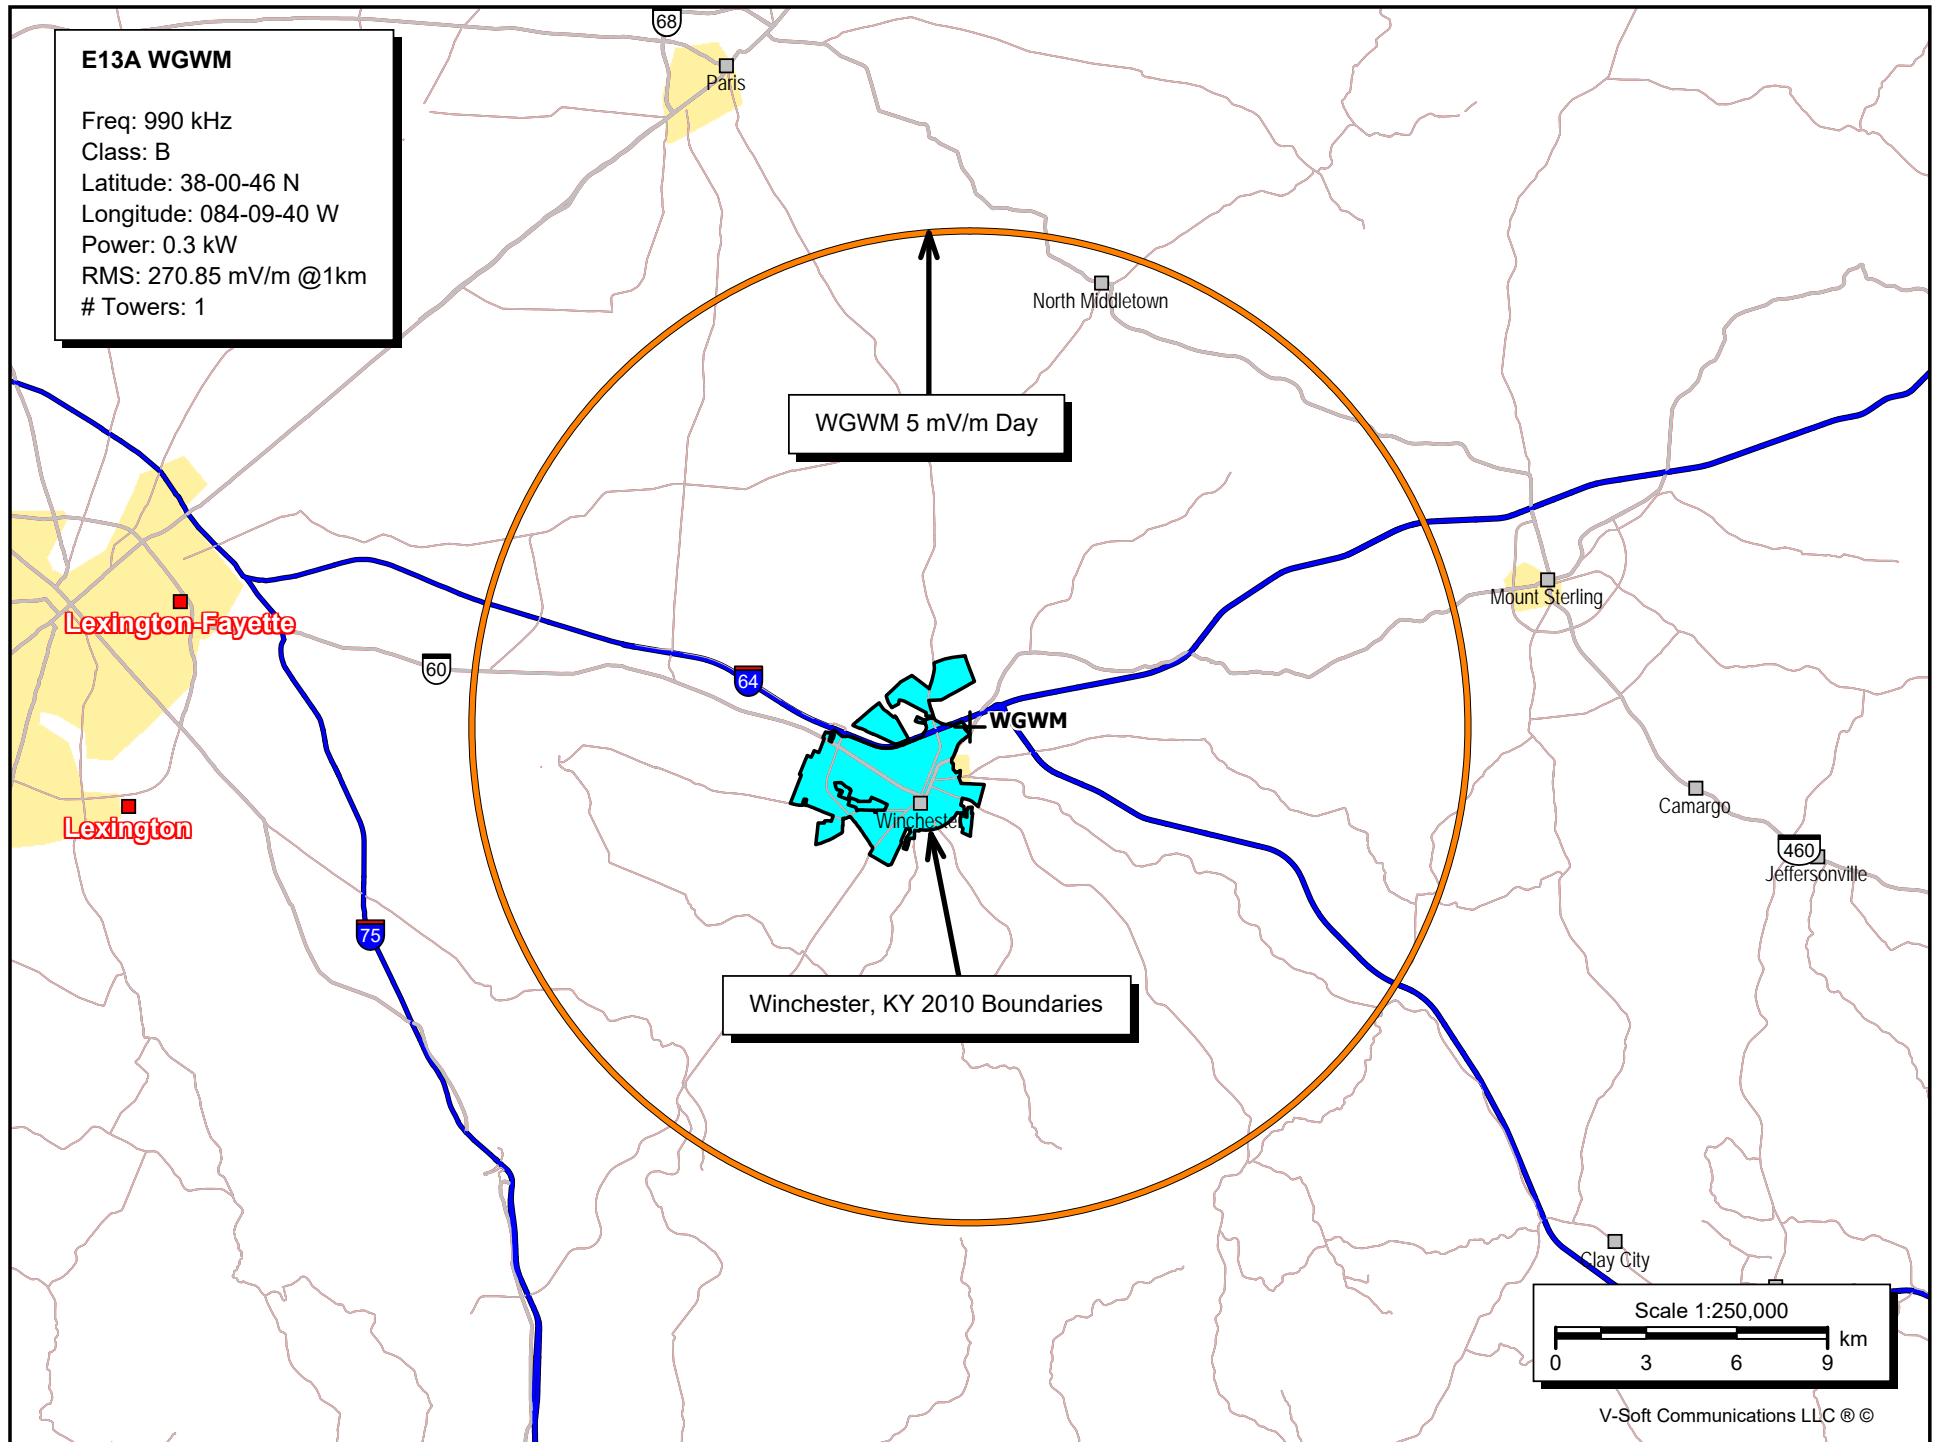 E13A WGWM
Freq: 990 kHz
Class: B
Latitude: 38-00-46 N
Longitude: 084-09-40 W
Power: 0.3 kW
RMS: 270.85 mV/m @1km
# Towers: 1
68
Paris
North Middletown
WGWM 5 mV/m Day
Lexington-Fayette
Mount Sterling
60
64
WGWM
Lexington
Winchester
Camargo
460
Jeffersonville
75
Winchester, KY 2010 Boundaries
Clay City
Scale 1:250,000
km
0 3 6 9
V-Soft Communications LLC ® ©